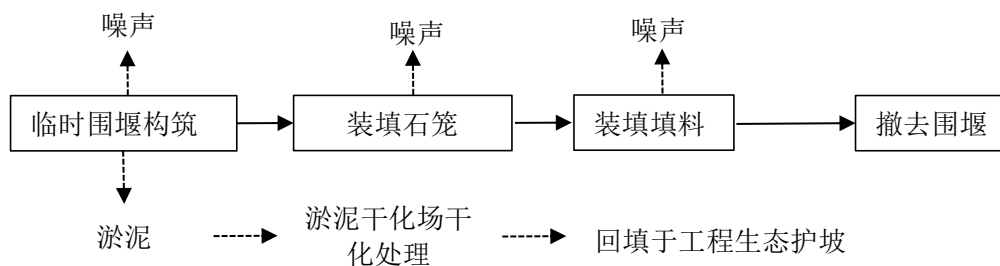 噪声
噪声
噪声
临时围堰构筑
装填石笼
装填填料
撤去围堰
淤泥
淤泥干化场干
化处理
回填于工程生态护坡